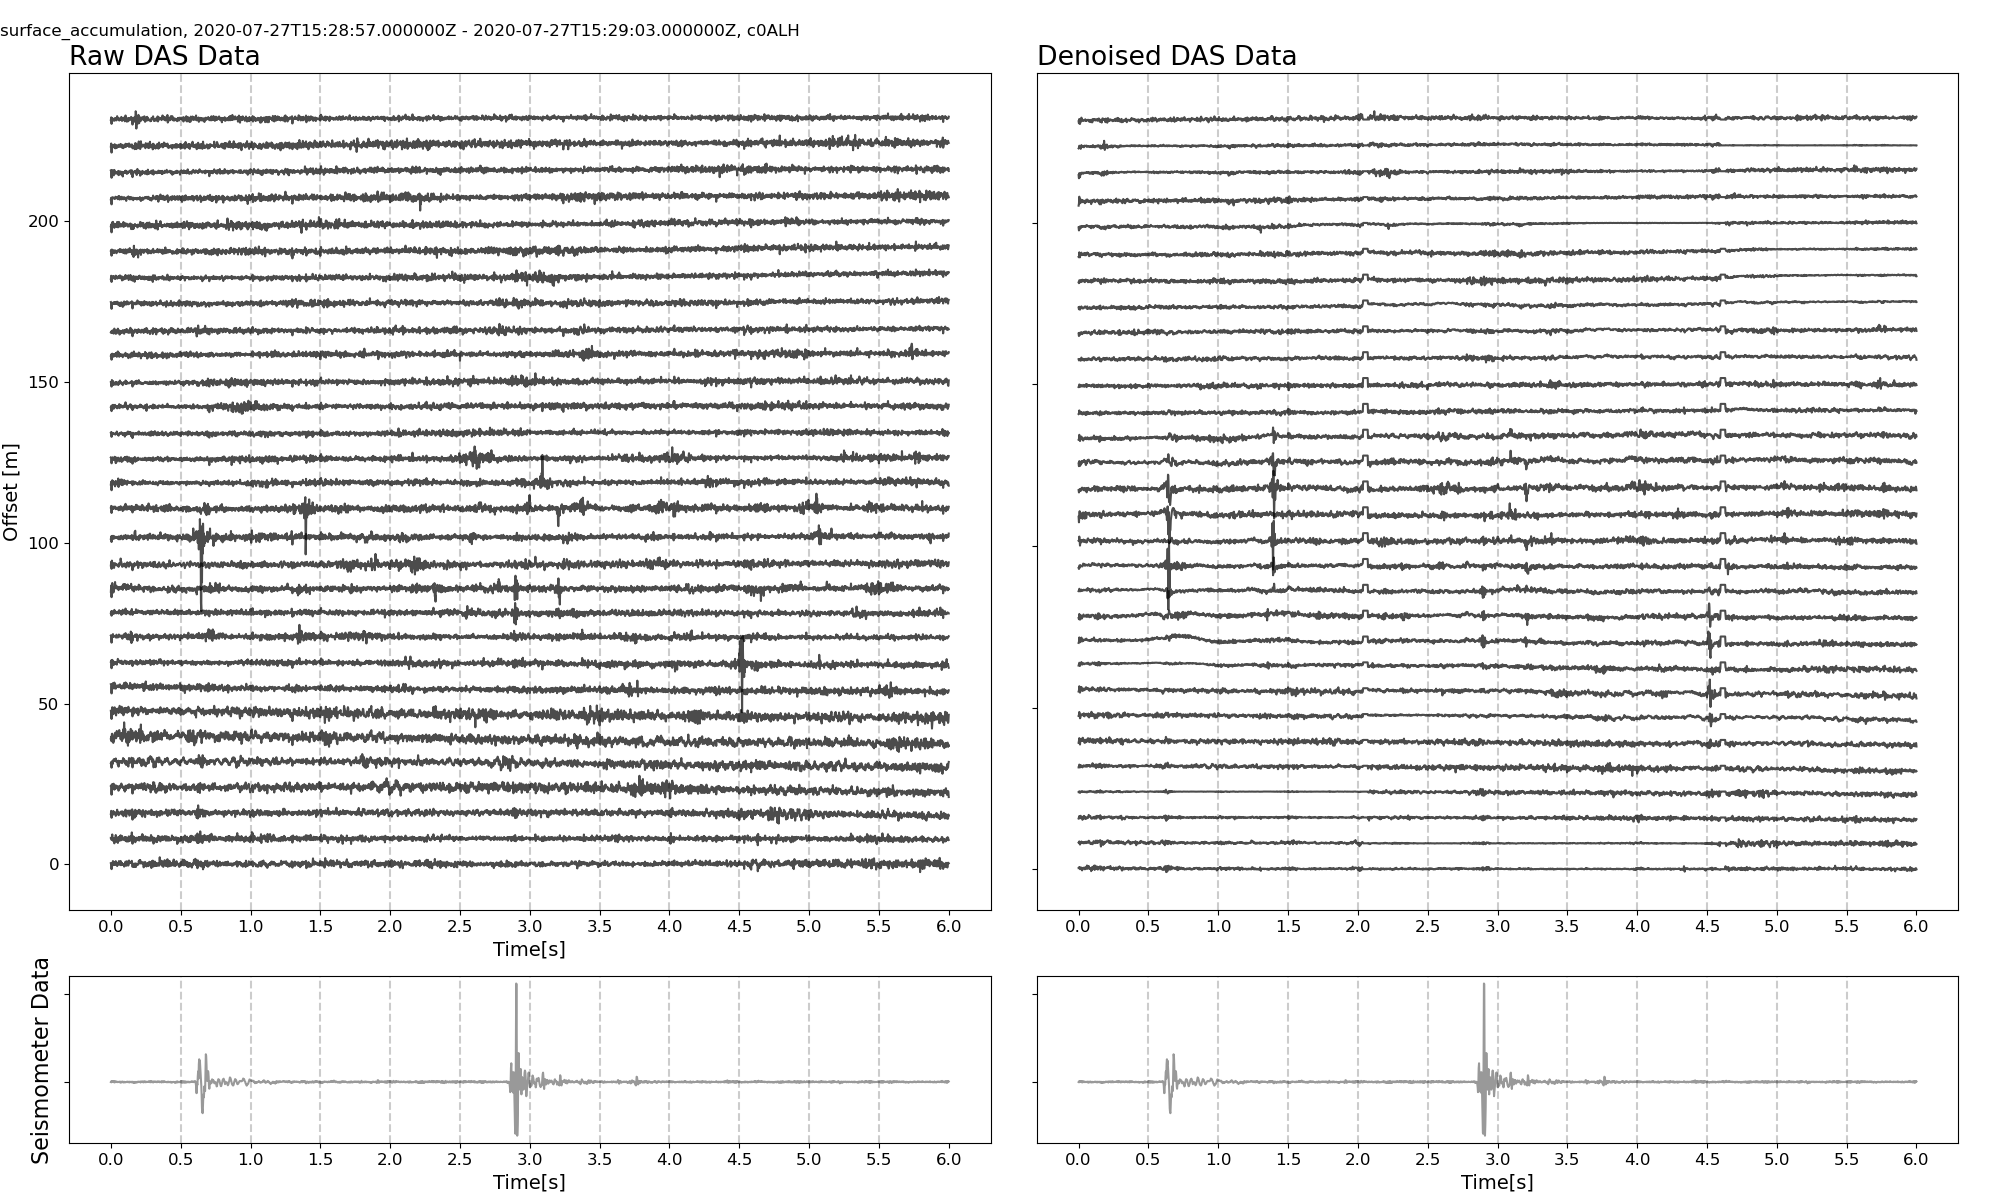 surface_accumulation, 2020-07-27T15:28:57.000000Z - 2020-07-27T15:29:03.000000Z, c0ALH
Raw DAS Data
Denoised DAS Data
Offset [m]
200
150
100
50
0
0.0 0.5 1.0 1.5 2.0 2.5 3.0 3.5 4.0 4.5 5.0 5.5 6.0
Time[s]
0.0 0.5 1.0 1.5 2.0 2.5 3.0 3.5 4.0 4.5 5.0 5.5 6.0
Seismometer Data
0.0 0.5 1.0 1.5 2.0 2.5 3.0 3.5 4.0 4.5 5.0 5.5 6.0
Time[s]
0.0 0.5 1.0 1.5 2.0 2.5 3.0 3.5 4.0 4.5 5.0 5.5 6.0
Time[s]